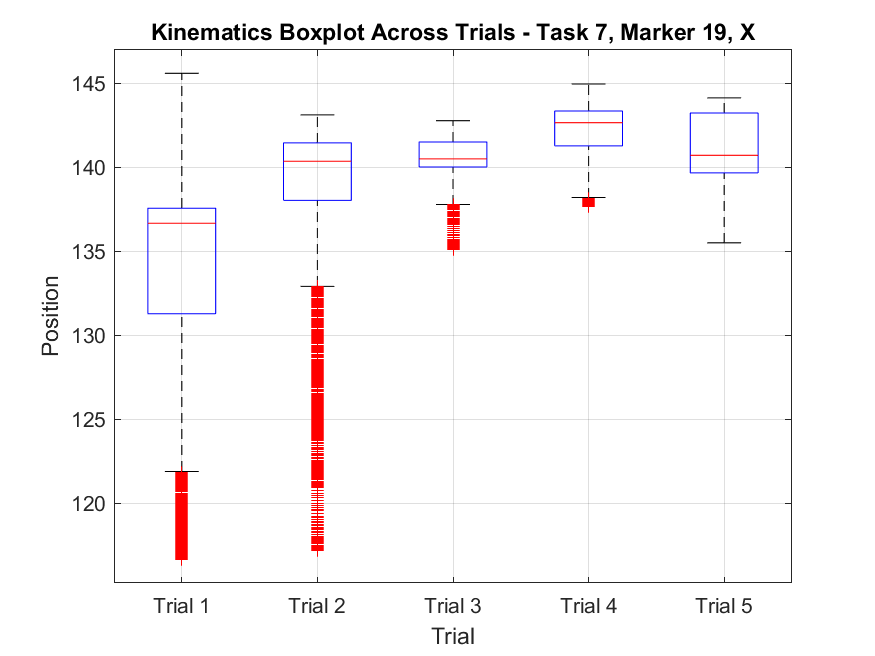 Kinematics Boxplot Across Trials - Task 7, Marker 19, X
145
140
135
130
125
120
Position
Trial 1 Trial 2 Trial 3 Trial 4 Trial 5
Trial